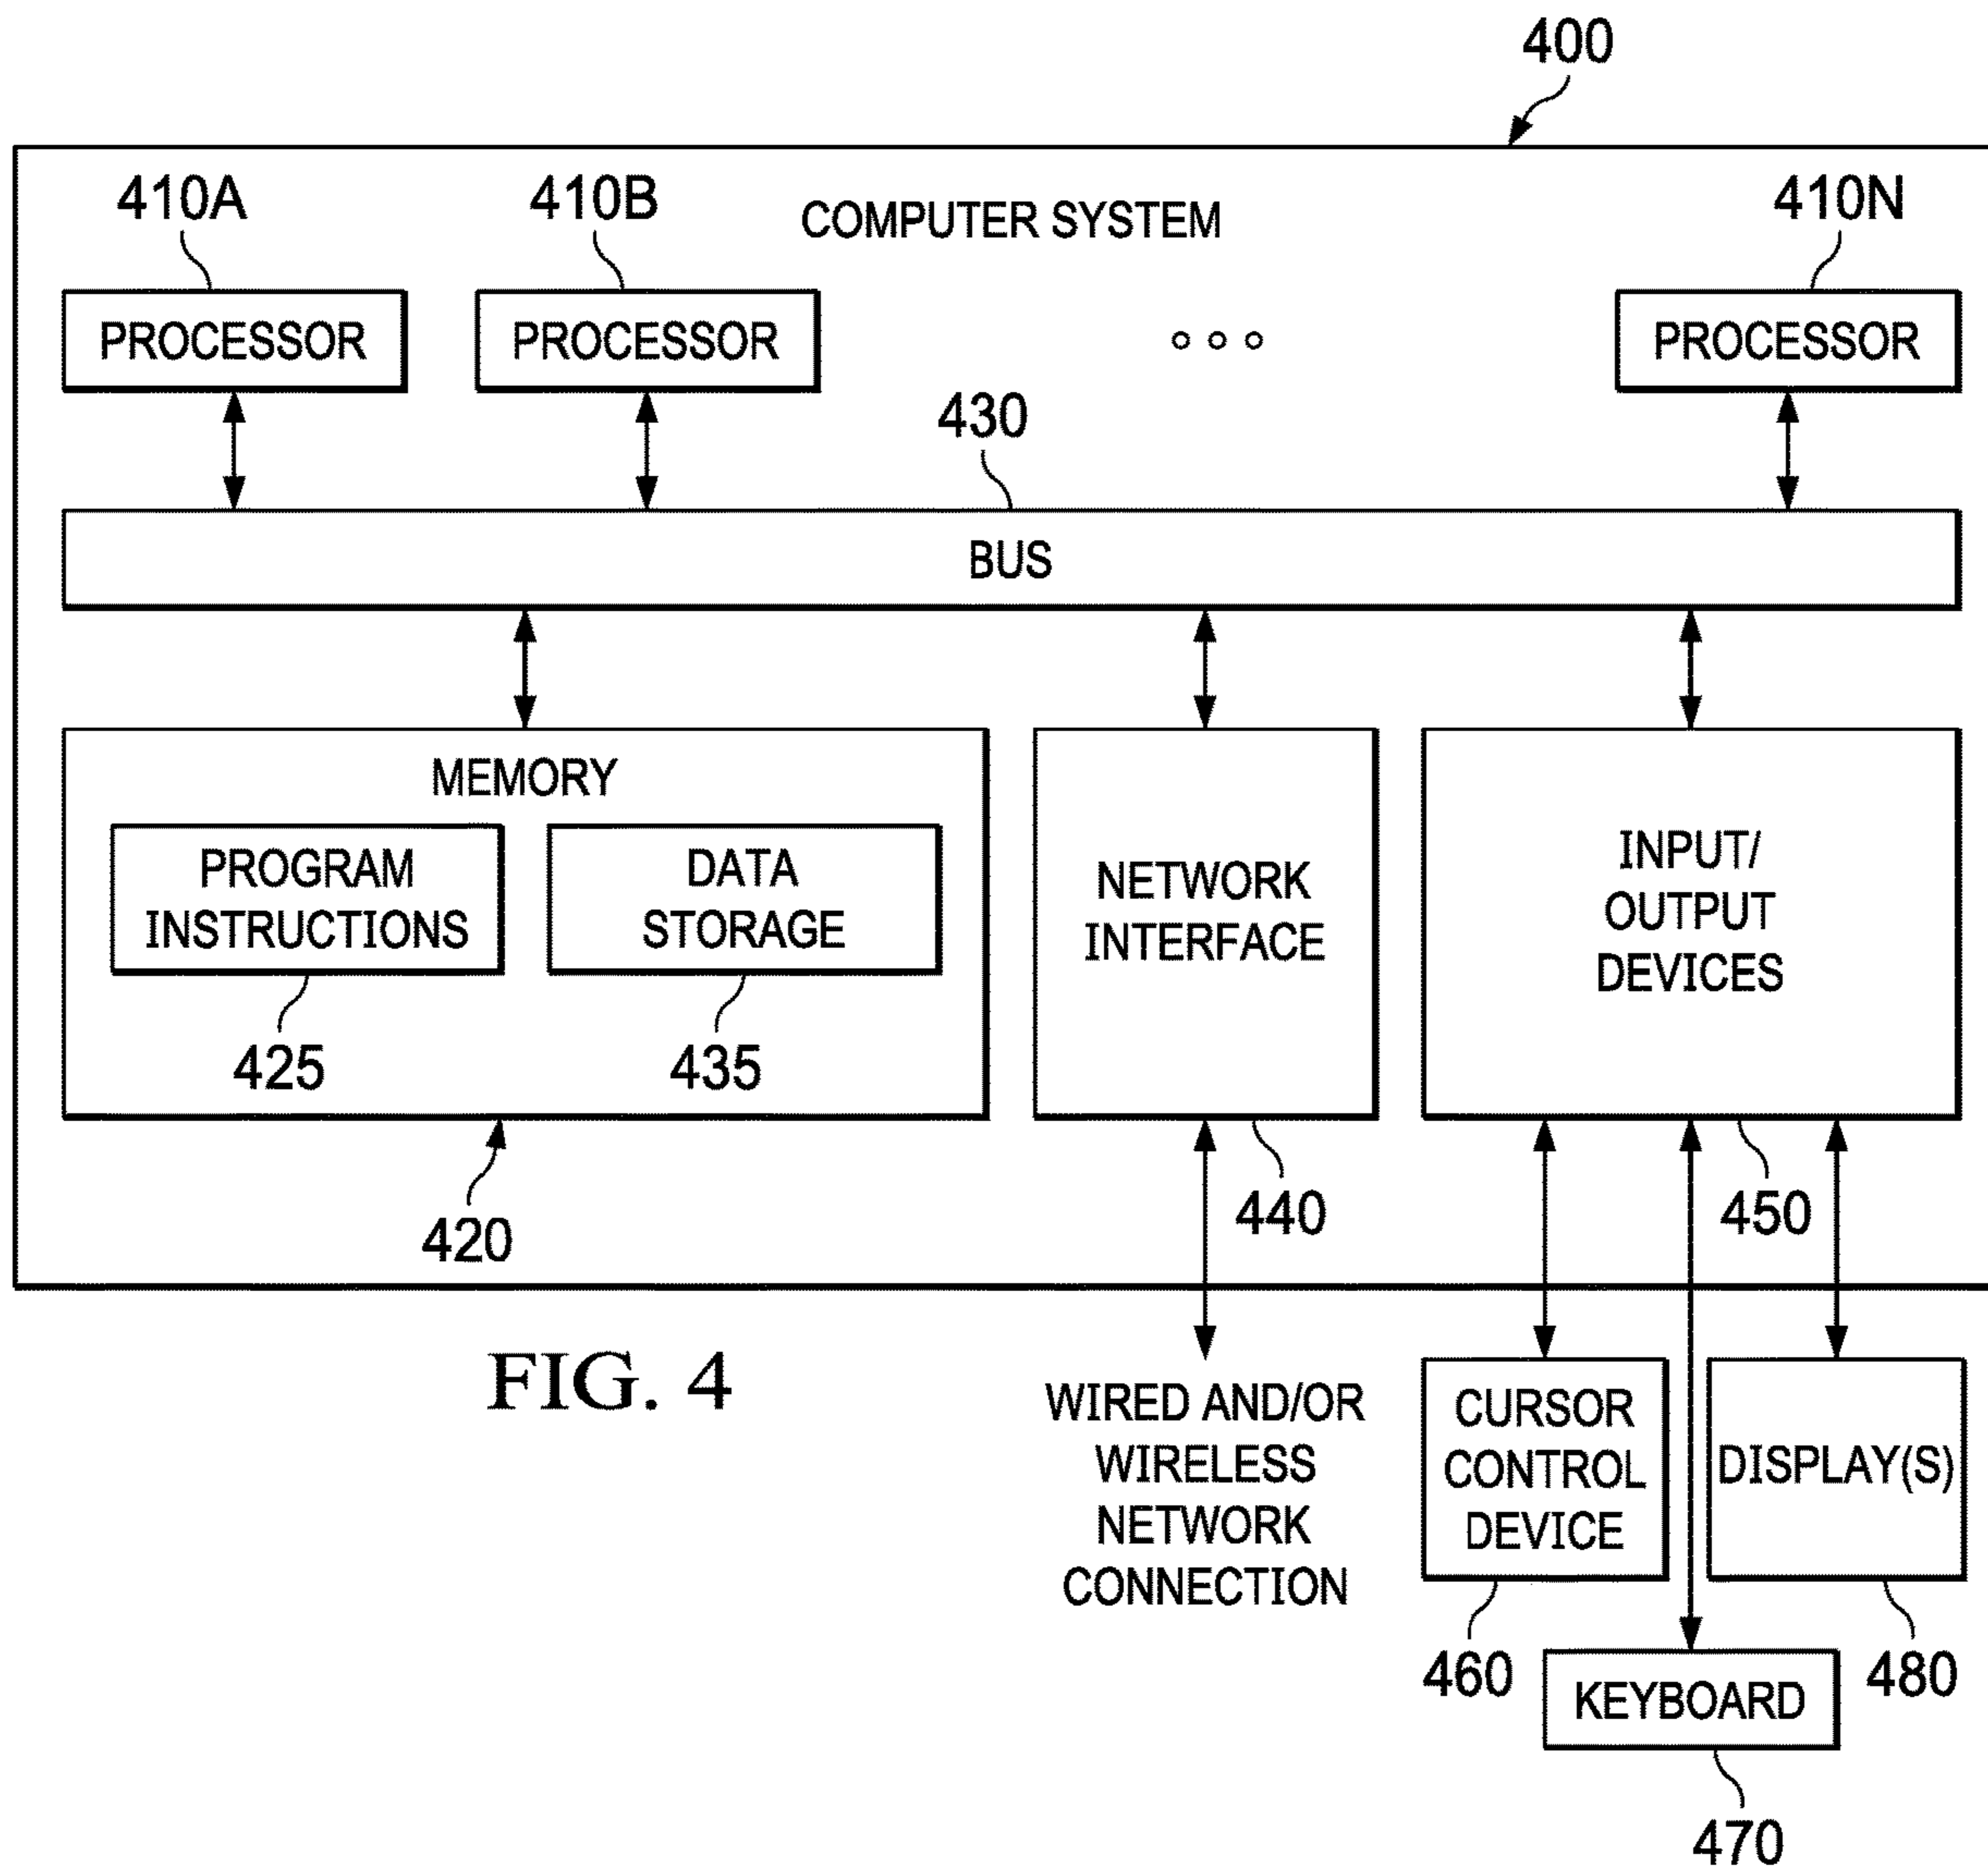 400
410A
410B
COMPUTER SYSTEM
410N
PROCESSOR
PROCESSOR
PROCESSOR
430
BUS
MEMORY
PROGRAM
INSTRUCTIONS
DATA
STORAGE
425
435
420
NETWORK
INTERFACE
440
INPUT/
OUTPUT
DEVICES
450
FIG. 4
WIRED AND/OR
WIRELESS
NETWORK
CONNECTION
CURSOR
CONTROL
DEVICE
460
DISPLAY(S)
480
KEYBOARD
470